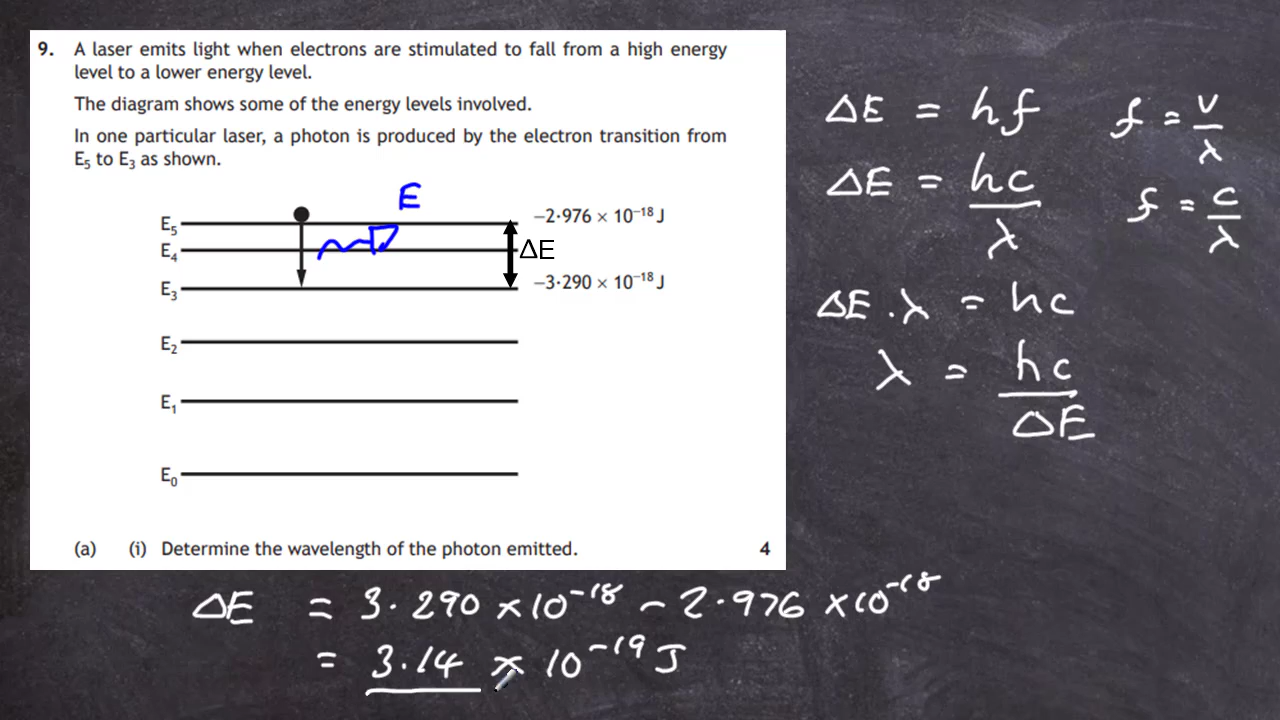 9. A laser emits light when electrons are stimulated to fall from a high energy
level to a lower energy level.
The diagram shows some of the energy levels involved.
In one particular laser, a photon is produced by the electron transition from
E₅ to E₃ as shown.
E
E₅ −2·976 × 10⁻¹⁸ J
E₄ ΔE
E₃ −3·290 × 10⁻¹⁸ J
E₂
E₁
E₀
(a) (i) Determine the wavelength of the photon emitted. 4
ΔE = hf f = v/λ
ΔE = hc/λ f = c/λ
ΔE . λ = hc
λ = hc/ΔE
ΔE = 3.290 × 10⁻¹⁸ − 2.976 × 10⁻¹⁸
= 3.14 × 10⁻¹⁹ J